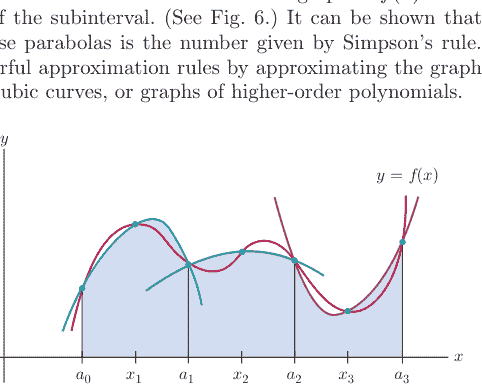 of the subinterval. (See Fig. 6.) It can be shown that
se parabolas is the number given by Simpson's rule.
rful approximation rules by approximating the graph
ubic curves, or graphs of higher-order polynomials.
y
y = f(x)
x
a₀ x₁ a₁ x₂ a₂ x₃ a₃